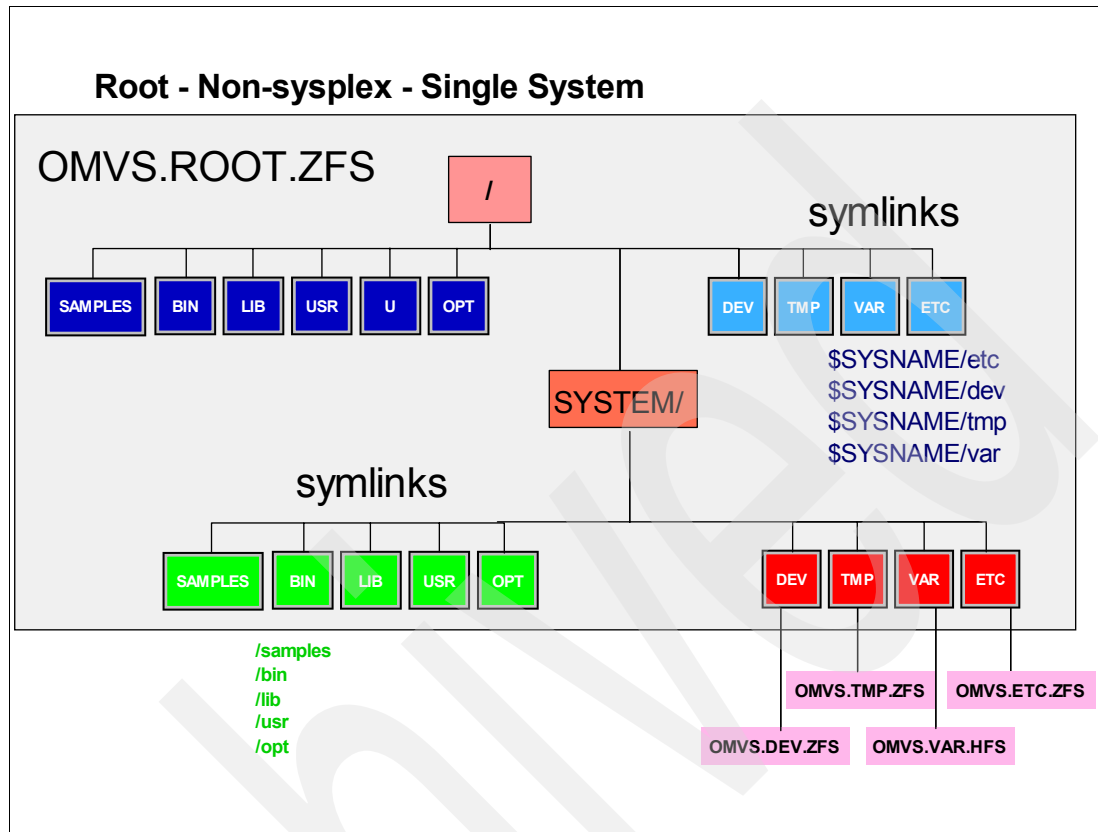 Root - Non-sysplex - Single System
OMVS.ROOT.ZFS
/
symlinks
SAMPLES BIN LIB USR U OPT
DEV TMP VAR ETC
$SYSNAME/etc
$SYSNAME/dev
$SYSNAME/tmp
$SYSNAME/var
SYSTEM/
symlinks
SAMPLES BIN LIB USR OPT
DEV TMP VAR ETC
/samples
/bin
/lib
/usr
/opt
OMVS.TMP.ZFS OMVS.ETC.ZFS
OMVS.DEV.ZFS OMVS.VAR.HFS